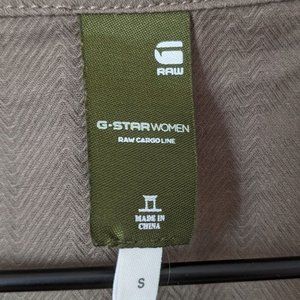 RAW
G-STAR WOMEN
RAW CARGO LINE
MADE IN
CHINA
S